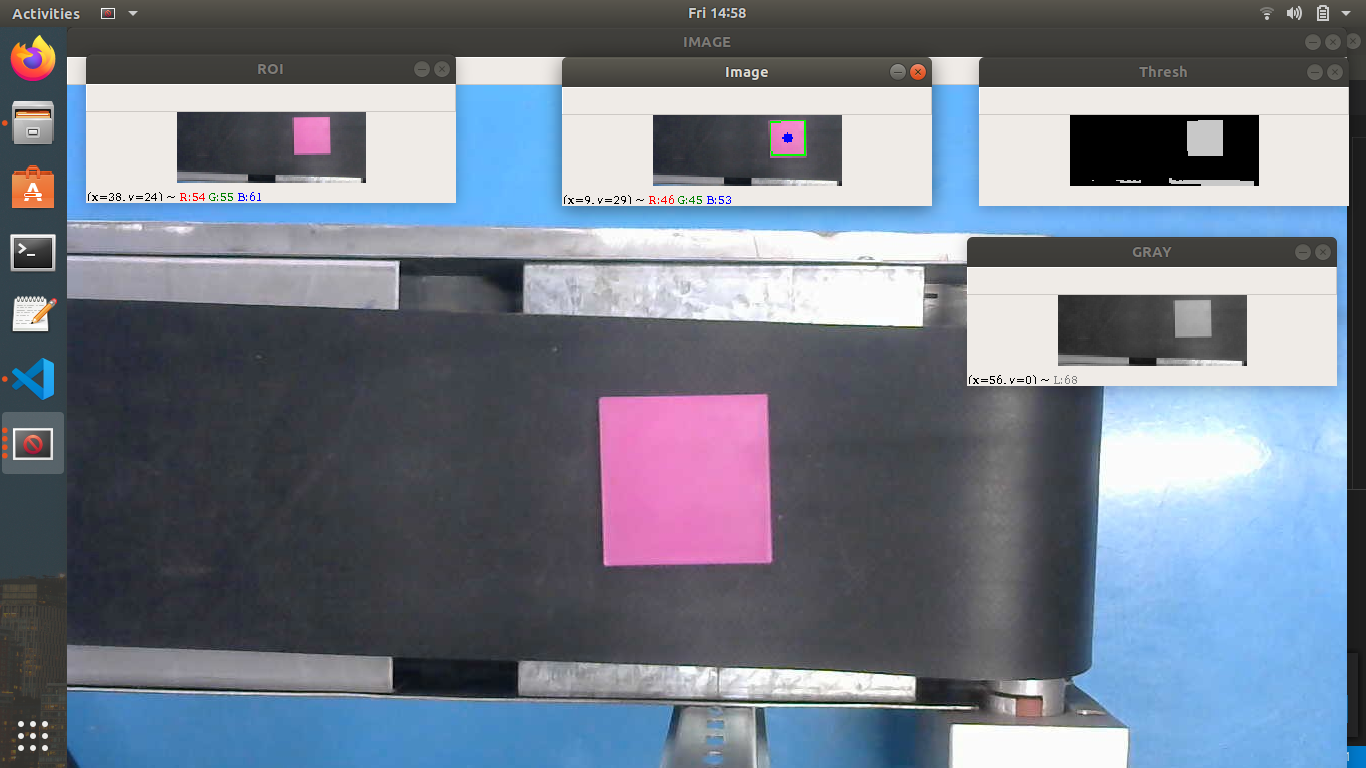 Activities
Fri 14:58
IMAGE
ROI
(x=38, y=24) ~ R:54 G:55 B:61
Image
(x=9, y=29) ~ R:46 G:45 B:53
Thresh
GRAY
(x=56, y=0) ~ L:68